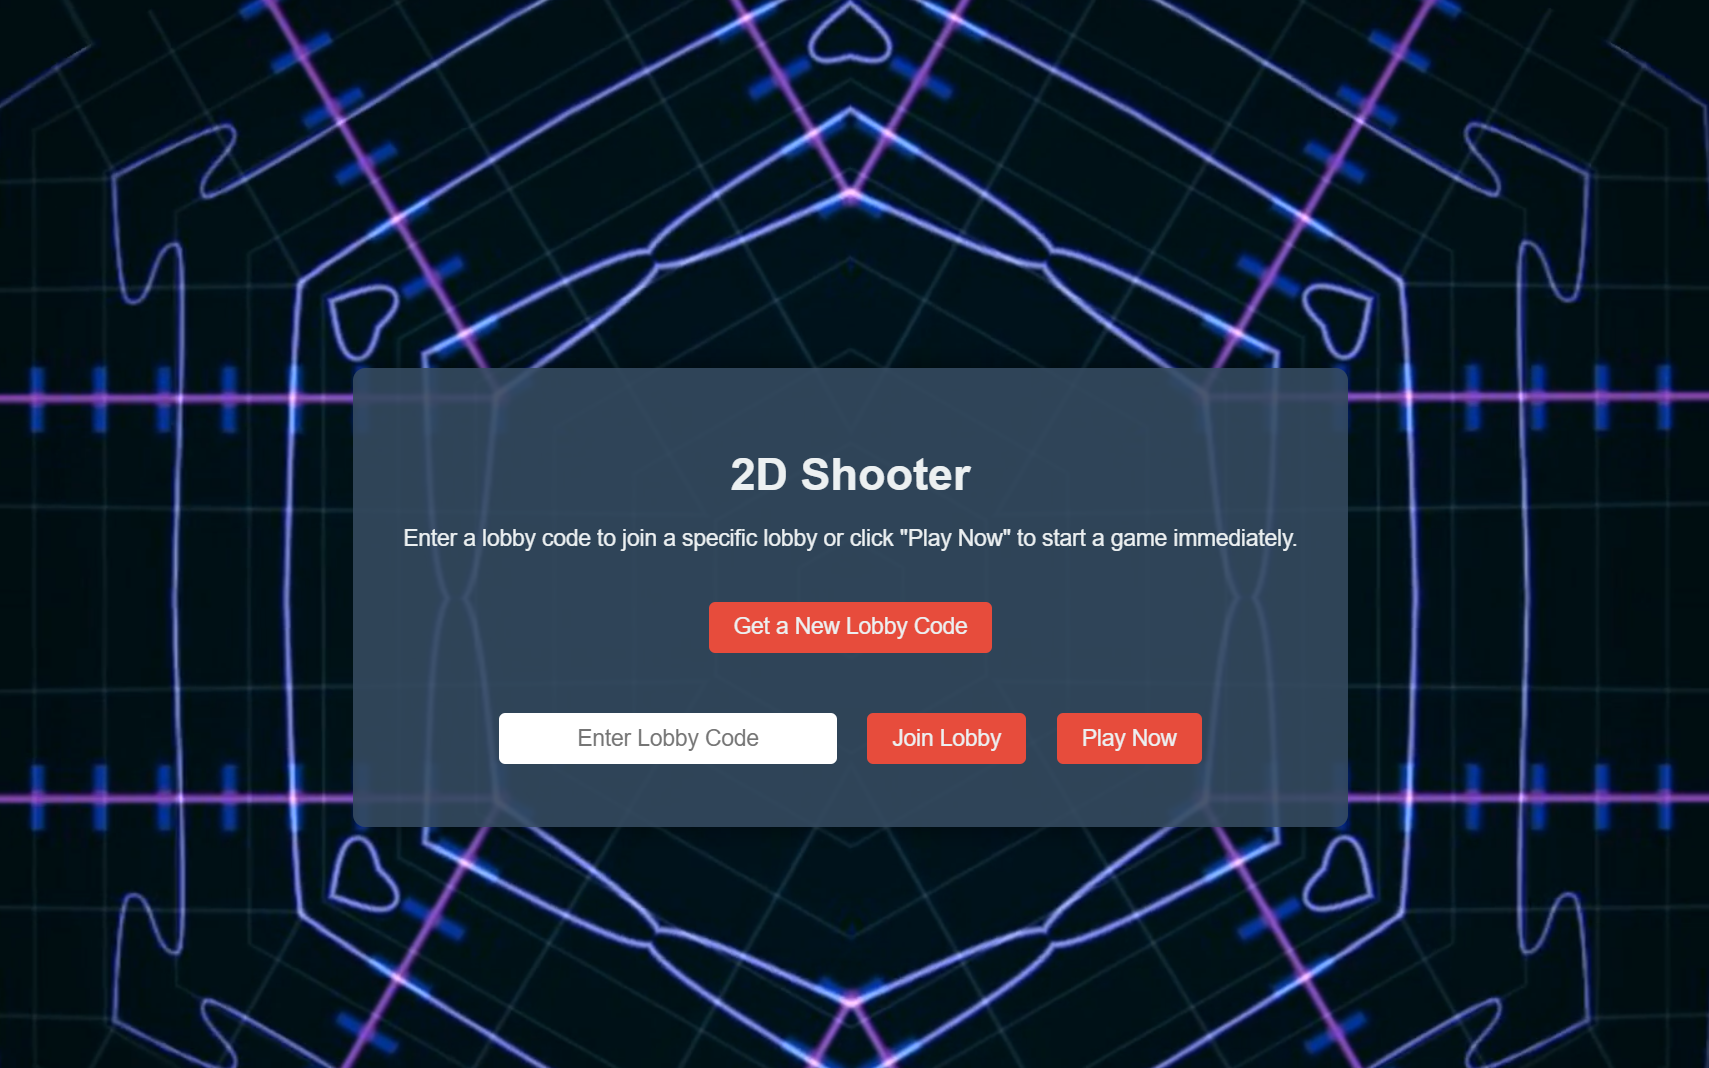 2D Shooter
Enter a lobby code to join a specific lobby or click "Play Now" to start a game immediately.
Get a New Lobby Code
Enter Lobby Code Join Lobby Play Now